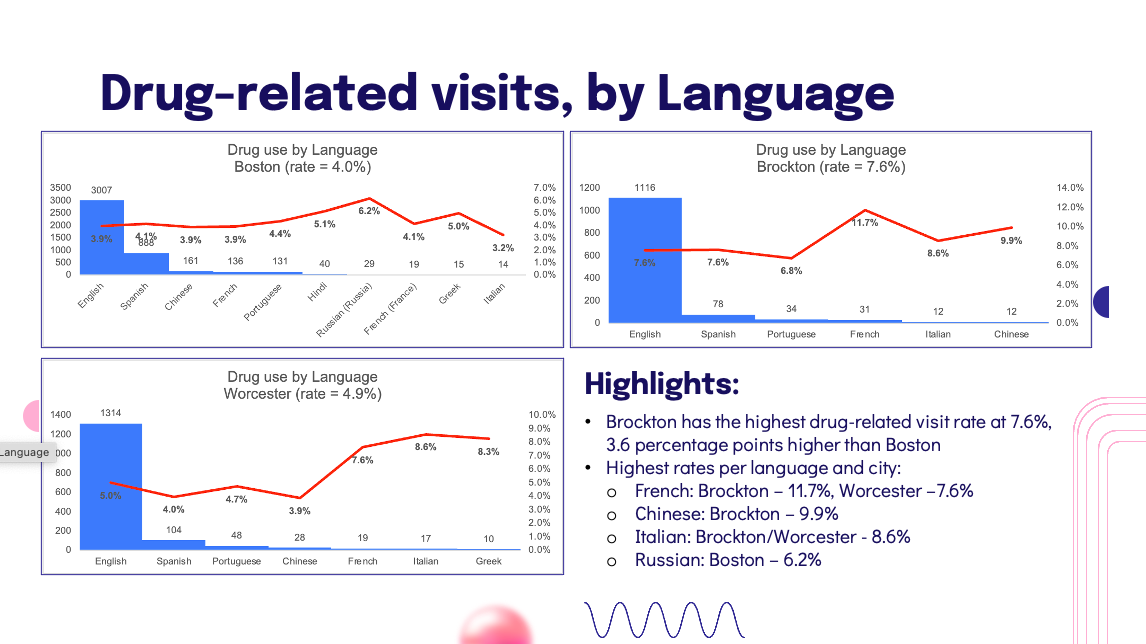 Drug-related visits, by Language
Drug use by Language
Boston (rate = 4.0%)
3500
3000
2500
2000
1500
1000
500
0
7.0%
6.0%
5.0%
4.0%
3.0%
2.0%
1.0%
0.0%
3007
888
161
136
131
40
29
19
15
14
3.9%
4.1%
3.9%
3.9%
4.4%
5.1%
6.2%
4.1%
5.0%
3.2%
English
Spanish
Chinese
French
Portuguese
Hindi
Russian (Russia)
French (France)
Greek
Italian
Drug use by Language
Brockton (rate = 7.6%)
1200
1000
800
600
400
200
0
14.0%
12.0%
10.0%
8.0%
6.0%
4.0%
2.0%
0.0%
1116
78
34
31
12
12
7.6%
7.6%
6.8%
11.7%
8.6%
9.9%
English
Spanish
Portuguese
French
Italian
Chinese
Drug use by Language
Worcester (rate = 4.9%)
1400
1200
000
800
600
400
200
0
10.0%
9.0%
8.0%
7.0%
6.0%
5.0%
4.0%
3.0%
2.0%
1.0%
0.0%
1314
104
48
28
19
17
10
5.0%
4.0%
4.7%
3.9%
7.6%
8.6%
8.3%
English
Spanish
Portuguese
Chinese
French
Italian
Greek
Language
Highlights:
• Brockton has the highest drug-related visit rate at 7.6%,
3.6 percentage points higher than Boston
• Highest rates per language and city:
o French: Brockton – 11.7%, Worcester –7.6%
o Chinese: Brockton – 9.9%
o Italian: Brockton/Worcester - 8.6%
o Russian: Boston – 6.2%